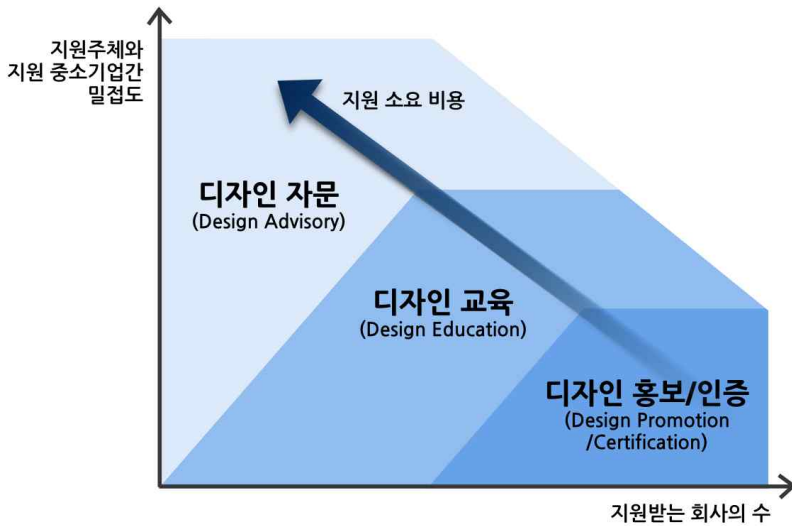 지원주체와
지원 중소기업간
밀접도
지원 소요 비용
디자인 자문
(Design Advisory)
디자인 교육
(Design Education)
디자인 홍보/인증
(Design Promotion
/Certification)
지원받는 회사의 수